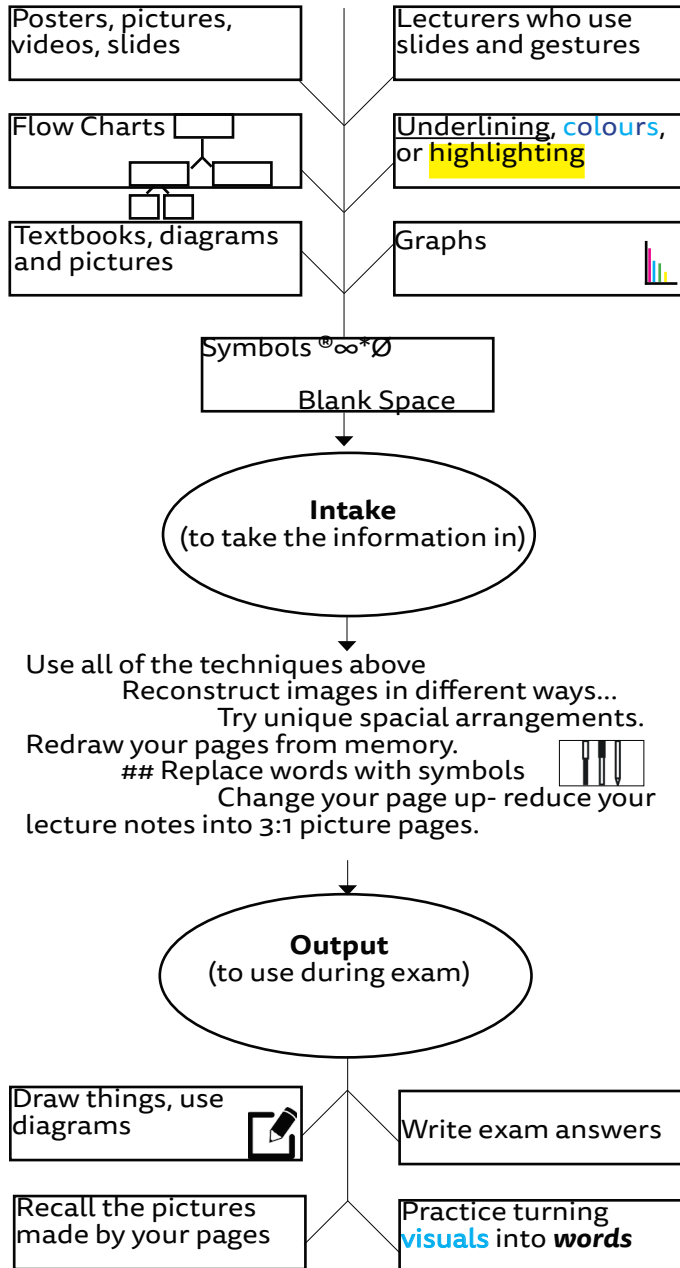 Posters, pictures,
videos, slides
Lecturers who use
slides and gestures
Flow Charts
Underlining, colours,
or highlighting
Textbooks, diagrams
and pictures
Graphs
Symbols ®∞*Ø
Blank Space
Intake
(to take the information in)
Use all of the techniques above
Reconstruct images in different ways...
Try unique spacial arrangements.
Redraw your pages from memory.
## Replace words with symbols
Change your page up- reduce your
lecture notes into 3:1 picture pages.
Output
(to use during exam)
Draw things, use
diagrams
Write exam answers
Recall the pictures
made by your pages
Practice turning
visuals into words